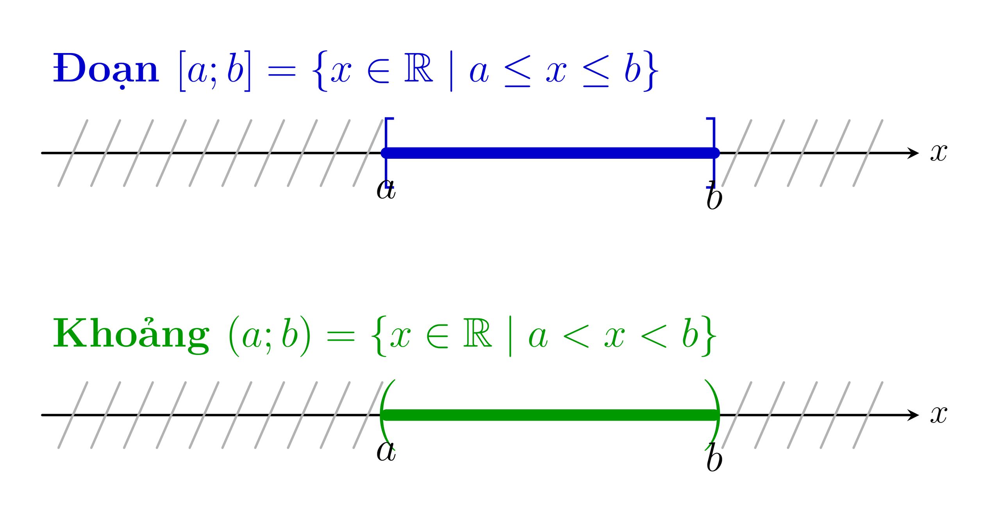 Đoạn [a; b] = {x ∈ ℝ | a ≤ x ≤ b}
x
a b
Khoảng (a; b) = {x ∈ ℝ | a < x < b}
x
a b